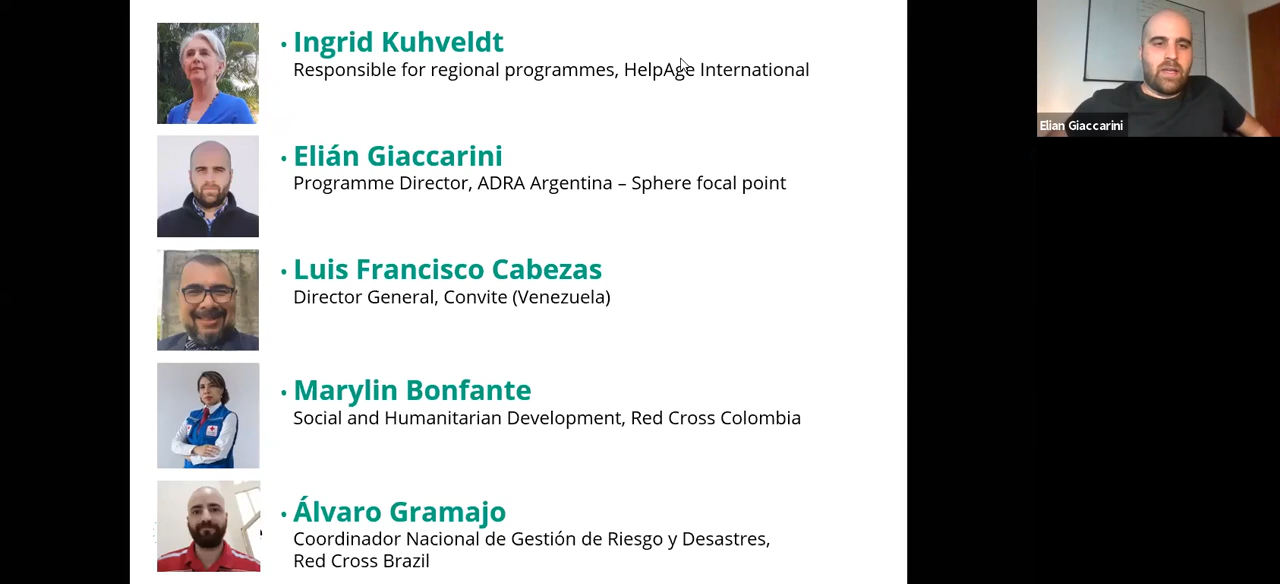 • Ingrid Kuhveldt
Responsible for regional programmes, HelpAge International
• Elián Giaccarini
Programme Director, ADRA Argentina – Sphere focal point
• Luis Francisco Cabezas
Director General, Convite (Venezuela)
• Marylin Bonfante
Social and Humanitarian Development, Red Cross Colombia
• Álvaro Gramajo
Coordinador Nacional de Gestión de Riesgo y Desastres,
Red Cross Brazil
Elian Giaccarini